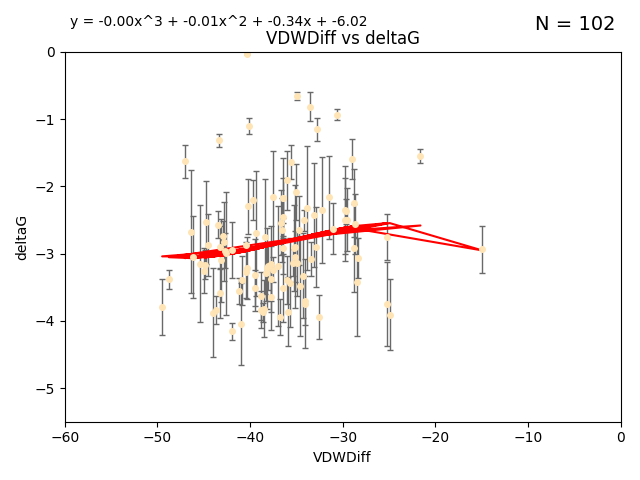 y = -0.00x^3 + -0.01x^2 + -0.34x + -6.02
N = 102
VDWDiff vs deltaG
0
−1
−2
−3
−4
−5
deltaG
−60 −50 −40 −30 −20 −10 0
VDWDiff